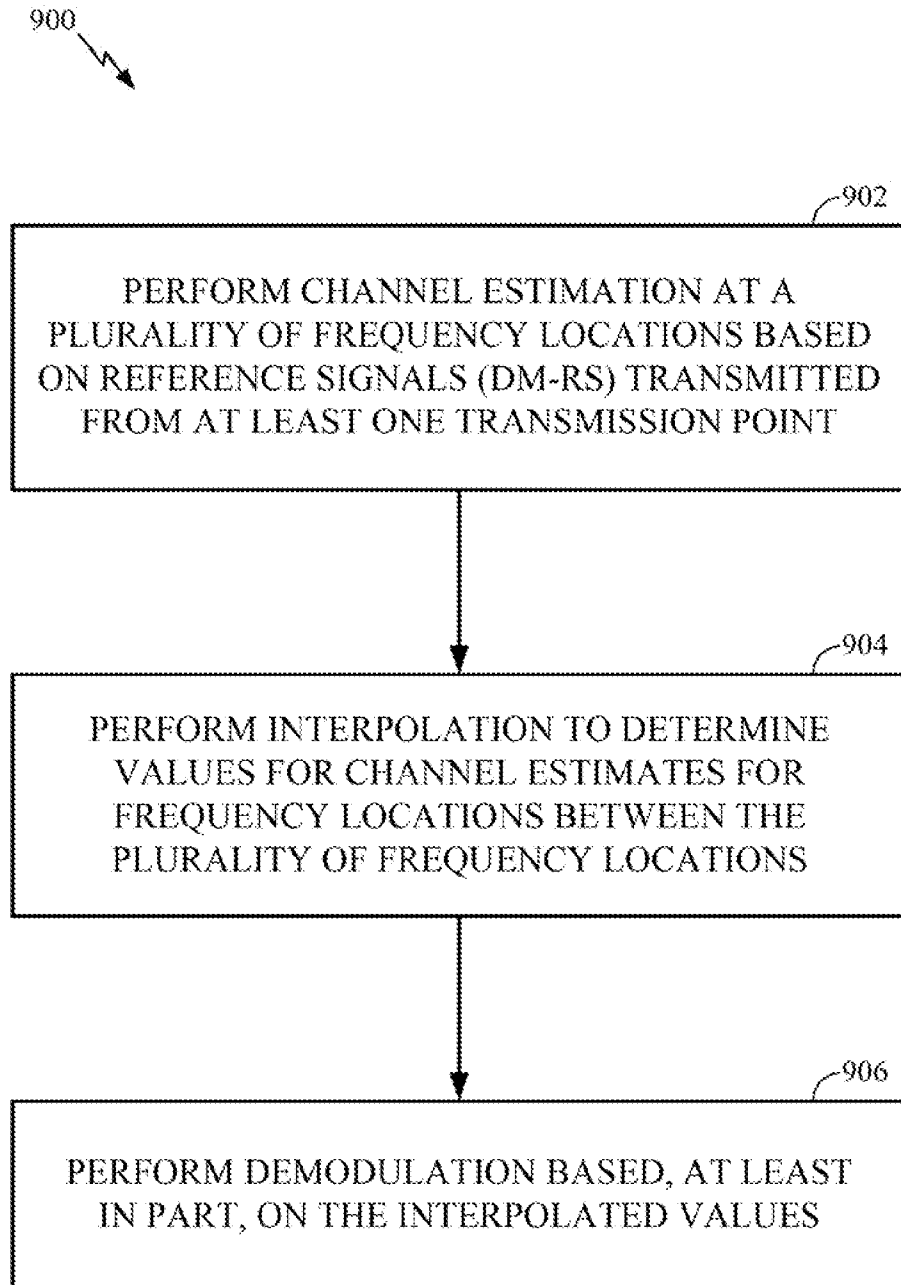 900
902
PERFORM CHANNEL ESTIMATION AT A
PLURALITY OF FREQUENCY LOCATIONS BASED
ON REFERENCE SIGNALS (DM-RS) TRANSMITTED
FROM AT LEAST ONE TRANSMISSION POINT
904
PERFORM INTERPOLATION TO DETERMINE
VALUES FOR CHANNEL ESTIMATES FOR
FREQUENCY LOCATIONS BETWEEN THE
PLURALITY OF FREQUENCY LOCATIONS
906
PERFORM DEMODULATION BASED, AT LEAST
IN PART, ON THE INTERPOLATED VALUES